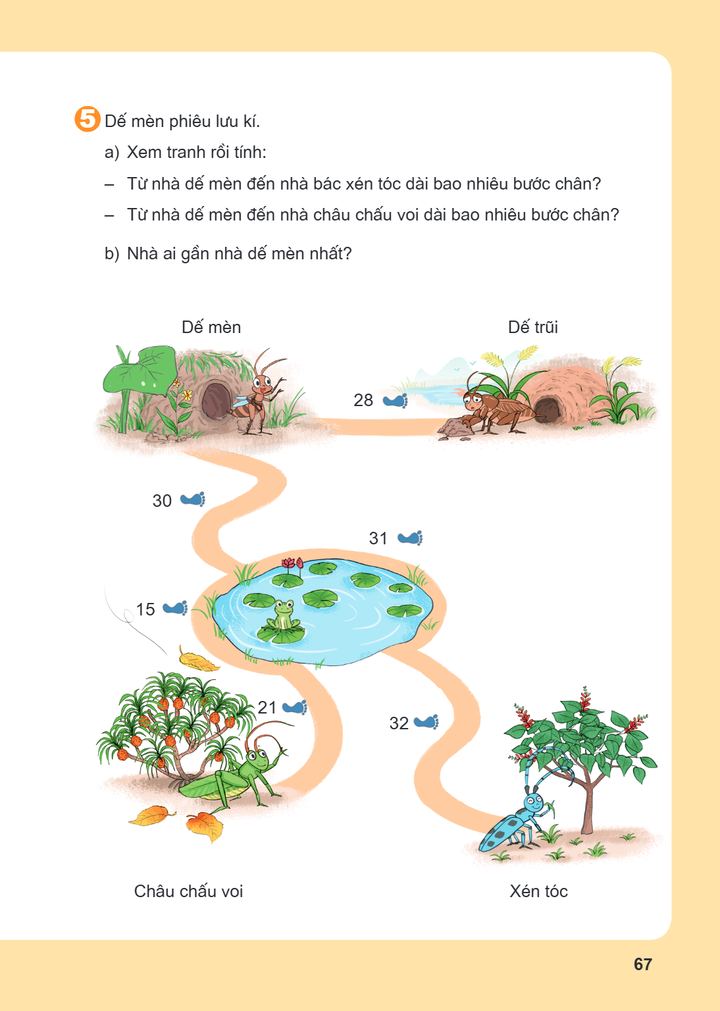 5 Dế mèn phiêu lưu kí.
a) Xem tranh rồi tính:
– Từ nhà dế mèn đến nhà bác xén tóc dài bao nhiêu bước chân?
– Từ nhà dế mèn đến nhà châu chấu voi dài bao nhiêu bước chân?
b) Nhà ai gần nhà dế mèn nhất?
Dế mèn
Dế trũi
28
30
31
15
21
32
Châu chấu voi
Xén tóc
67